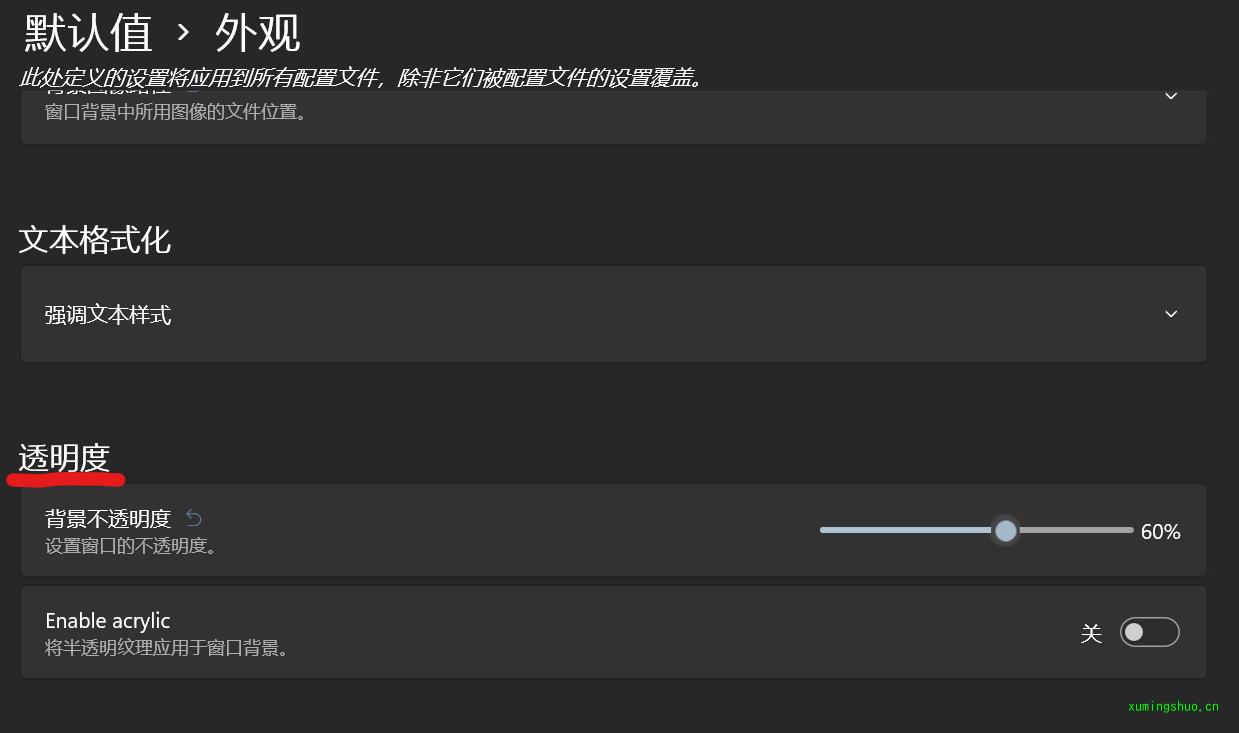 默认值 › 外观
此处定义的设置将应用到所有配置文件，除非它们被配置文件的设置覆盖。
窗口背景中所用图像的文件位置。
文本格式化
强调文本样式
透明度
背景不透明度
设置窗口的不透明度。
60%
Enable acrylic
将半透明纹理应用于窗口背景。
关
xumingshuo.cn